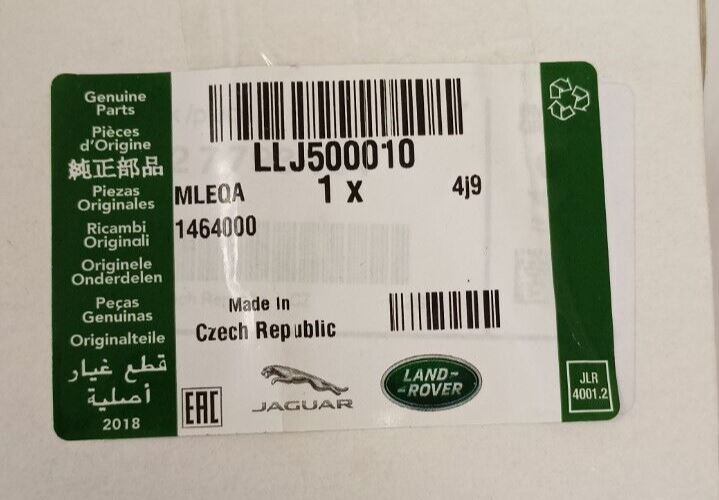 Genuine
Parts
Pièces
d'Origine
純正部品
Piezas
Originales
Ricambi
Originali
Originele
Onderdelen
Peças
Genuinas
Originalteile
قطع غيار
أصلية
2018
LLJ500010
MLEQA
1 x
4j9
1464000
Made In
Czech Republic
EAC
JAGUAR
LAND-
-ROVER
JLR
4001.2